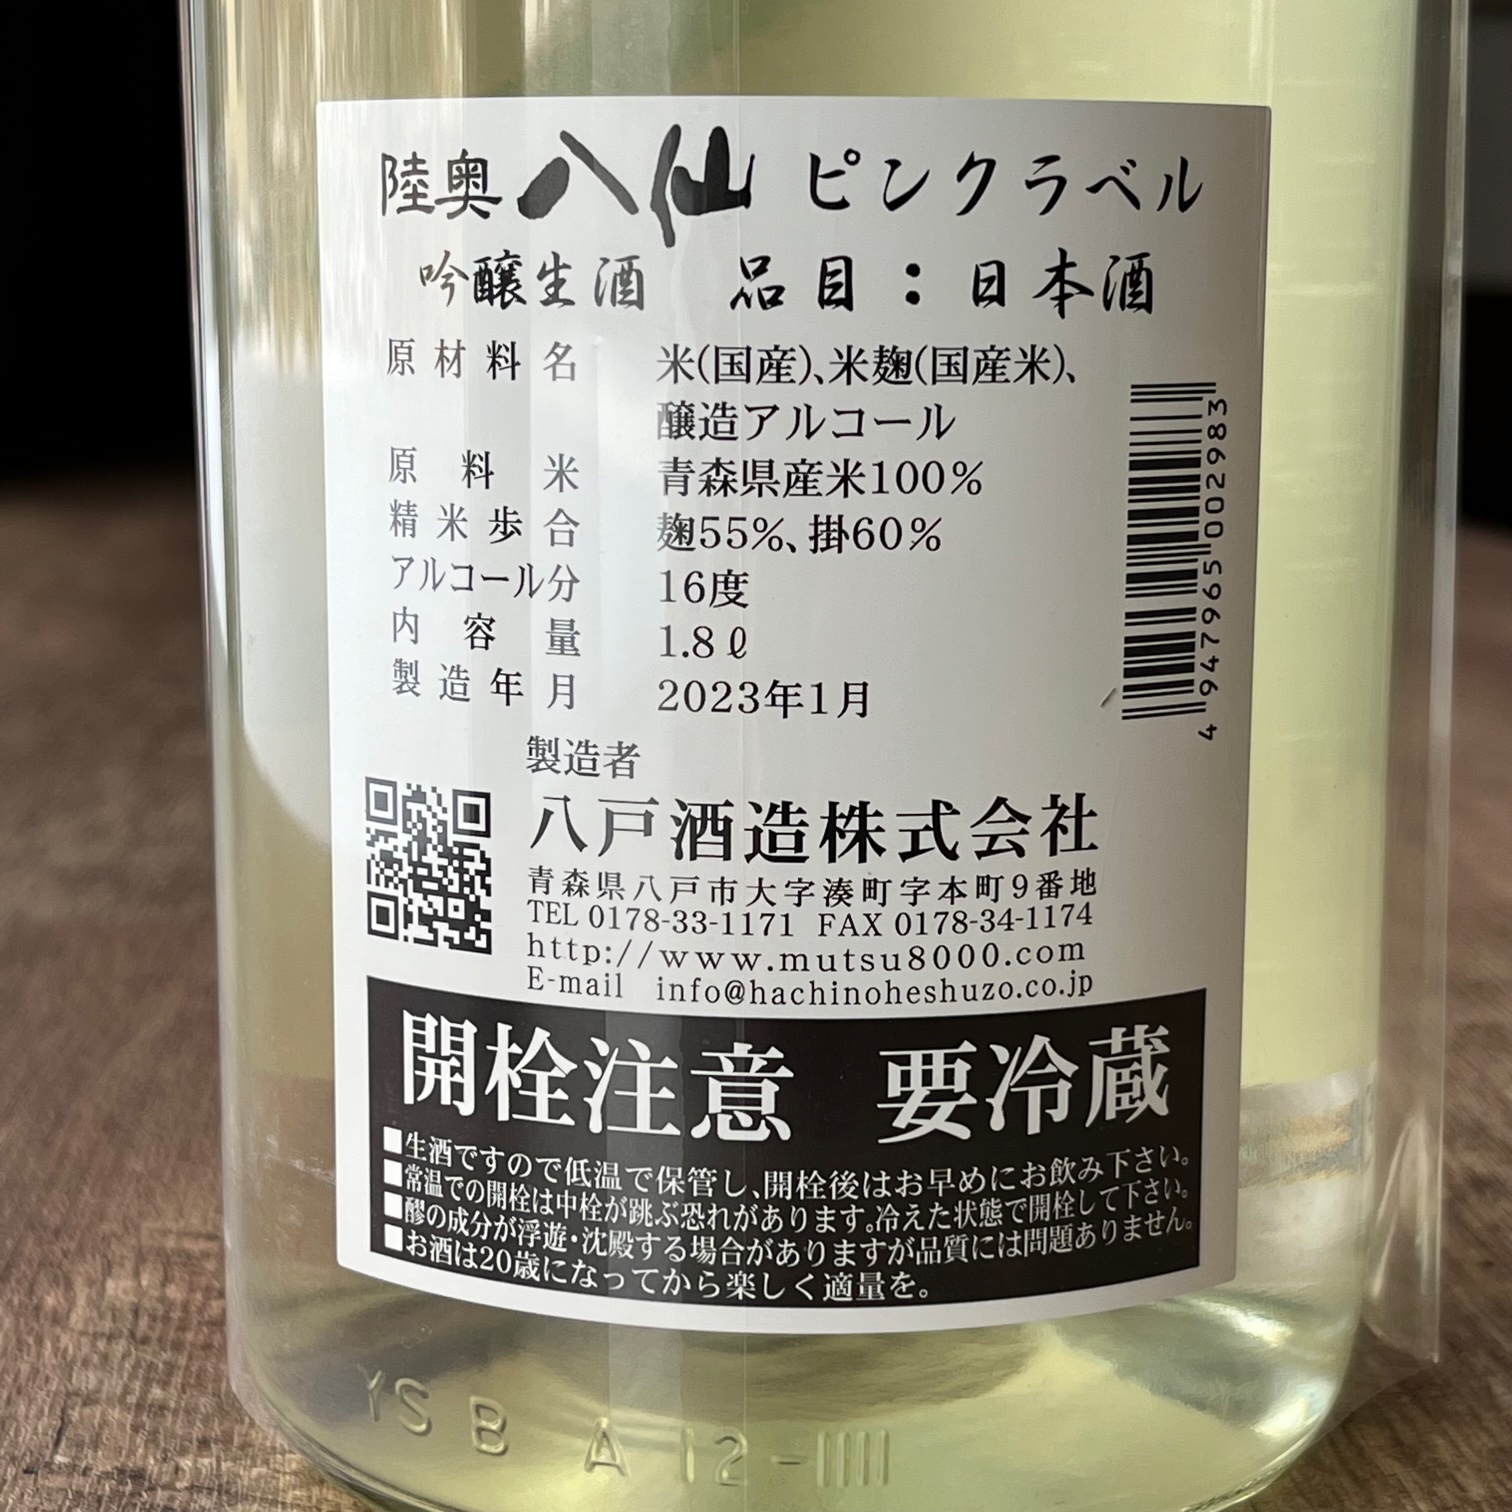 陸奥八仙 ピンクラベル
吟醸生酒 品目：日本酒
原材料名 米(国産)、米麹(国産米)、
醸造アルコール
原料米 青森県産米100％
精米歩合 麹55％、掛60％
アルコール分 16度
内容量 1.8ℓ
製造年月 2023年1月
4947965002983
製造者
八戸酒造株式会社
青森県八戸市大字湊町字本町9番地
TEL 0178-33-1171 FAX 0178-34-1174
http://www.mutsu8000.com
E-mail info@hachinoheshuzo.co.jp
開栓注意 要冷蔵
■生酒ですので低温で保管し、開栓後はお早めにお飲み下さい。
■常温での開栓は中栓が跳ぶ恐れがあります。冷えた状態で開栓して下さい。
■醪の成分が浮遊・沈殿する場合がありますが品質には問題ありません。
■お酒は20歳になってから楽しく適量を。
YS B A 12-